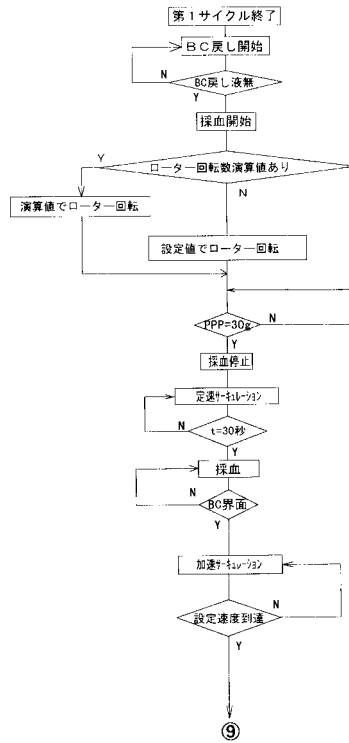 第1サイクル終了
BC戻し開始
N
BC戻し液無
Y
採血開始
Y
ローター回転数演算値あり
N
演算値でローター回転
設定値でローター回転
PPP=30g
N
Y
採血停止
定速サーキュレーション
N
t=30秒
Y
採血
N
BC界面
Y
加速サーキュレーション
N
設定速度到達
Y
⑨